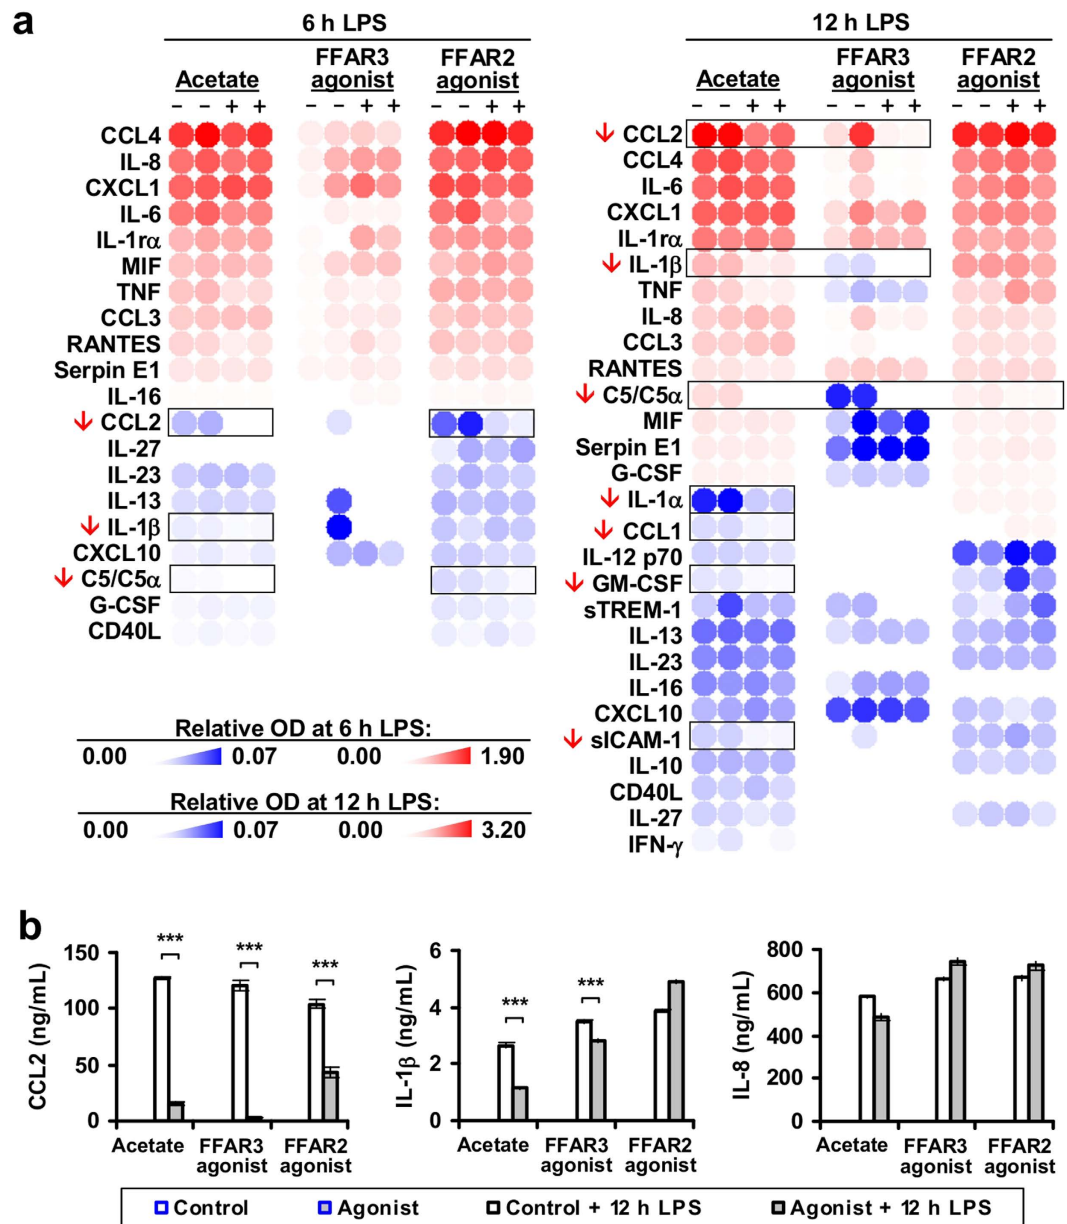 a
6 h LPS
12 h LPS
Acetate
FFAR3
agonist
FFAR2
agonist
Acetate
FFAR3
agonist
FFAR2
agonist
– – + +
– – + +
– – + +
– – + +
– – + +
– – + +
CCL4
IL-8
CXCL1
IL-6
IL-1rα
MIF
TNF
CCL3
RANTES
Serpin E1
IL-16
↓ CCL2
IL-27
IL-23
IL-13
↓ IL-1β
CXCL10
↓ C5/C5α
G-CSF
CD40L
↓ CCL2
CCL4
IL-6
CXCL1
IL-1rα
↓ IL-1β
TNF
IL-8
CCL3
RANTES
↓ C5/C5α
MIF
Serpin E1
G-CSF
↓ IL-1α
↓ CCL1
IL-12 p70
↓ GM-CSF
sTREM-1
IL-13
IL-23
IL-16
CXCL10
↓ sICAM-1
IL-10
CD40L
IL-27
IFN-γ
Relative OD at 6 h LPS:
0.00 0.07 0.00 1.90
Relative OD at 12 h LPS:
0.00 0.07 0.00 3.20
b
CCL2 (ng/mL)
150
100
50
0
***
***
***
Acetate
FFAR3
agonist
FFAR2
agonist
IL-1β (ng/mL)
6
4
2
0
***
***
Acetate
FFAR3
agonist
FFAR2
agonist
IL-8 (ng/mL)
800
600
400
200
0
Acetate
FFAR3
agonist
FFAR2
agonist
Control Agonist Control + 12 h LPS Agonist + 12 h LPS